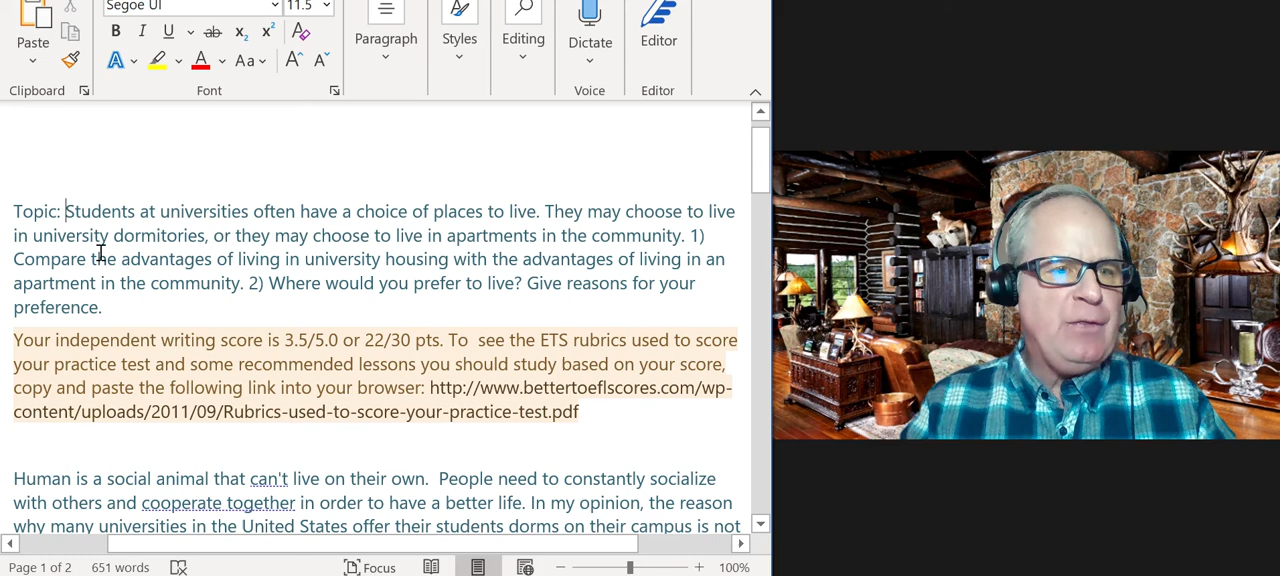 Segoe UI 11.5
B I U ab x₂ x²
A A Aa A A
Paste
Paragraph
Styles
Editing
Dictate
Editor
Clipboard
Font
Voice
Editor
Topic: Students at universities often have a choice of places to live. They may choose to live
in university dormitories, or they may choose to live in apartments in the community. 1)
Compare the advantages of living in university housing with the advantages of living in an
apartment in the community. 2) Where would you prefer to live? Give reasons for your
preference.
Your independent writing score is 3.5/5.0 or 22/30 pts. To  see the ETS rubrics used to score
your practice test and some recommended lessons you should study based on your score,
copy and paste the following link into your browser: http://www.bettertoeflscores.com/wp-
content/uploads/2011/09/Rubrics-used-to-score-your-practice-test.pdf
Human is a social animal that can't live on their own.  People need to constantly socialize
with others and cooperate together in order to have a better life. In my opinion, the reason
why many universities in the United States offer their students dorms on their campus is not
Page 1 of 2 651 words Focus 100%